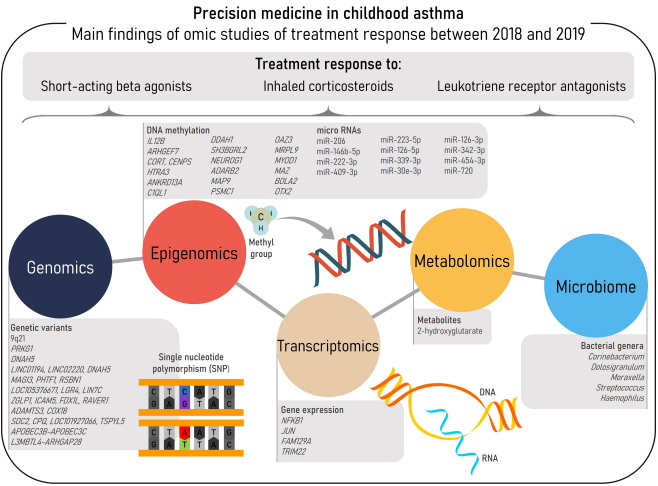 Precision medicine in childhood asthma
Main findings of omic studies of treatment response between 2018 and 2019
Treatment response to:
Short-acting beta agonists
Inhaled corticosteroids
Leukotriene receptor antagonists
DNA methylation
IL12B
ARHGEF7
CORT, CENPS
HTRA3
ANKRD13A
C1QL1
DDAH1
SH3BGRL2
NEUROG1
ADARB2
MAP9
PSMC1
OAZ3
MRPL9
MYOD1
MAZ
BOLA2
OTX2
micro RNAs
miR-206
miR-146b-5p
miR-222-3p
miR-409-3p
miR-223-5p
miR-126-5p
miR-339-3p
miR-30e-3p
miR-126-3p
miR-342-3p
miR-454-3p
miR-720
Genomics
Epigenomics
H C H
H
Methyl
group
Transcriptomics
Metabolomics
Microbiome
Genetic variants
9q21
PRKG1
DNAH5
LINC01194, LINC02220, DNAH5
MAGI3, PHTF1, RSBN1
LOC105376671, LGR4, LIN7C
ZGLP1, ICAM5, FDX1L, RAVER1
ADAMTS3, COX18
SDC2, CPQ, LOC101927066, TSPYL5
APOBEC3B-APOBEC3C
L3MBTL4-ARHGAP28
Single nucleotide
polymorphism (SNP)
C T C A T G
G A G T A C
C T A A T G
G A T T A C
Gene expression
NFKB1
JUN
FAM129A
TRIM22
Metabolites
2-hydroxglutarate
DNA
RNA
Bacterial genera
Corinebacterium
Dolosigranulum
Moraxella
Streptococcus
Haemophilus